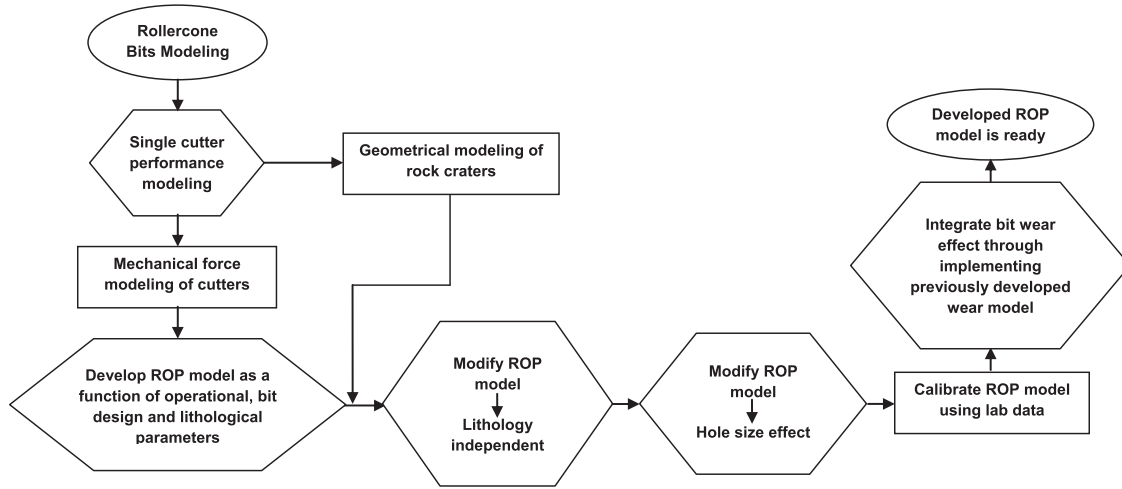 Rollercone
Bits Modeling
Single cutter
performance
modeling
Geometrical modeling of
rock craters
Mechanical force
modeling of cutters
Develop ROP model as a
function of operational, bit
design and lithological
parameters
Modify ROP
model
Lithology
independent
Modify ROP
model
Hole size effect
Calibrate ROP model
using lab data
Integrate bit wear
effect through
implementing
previously developed
wear model
Developed ROP
model is ready